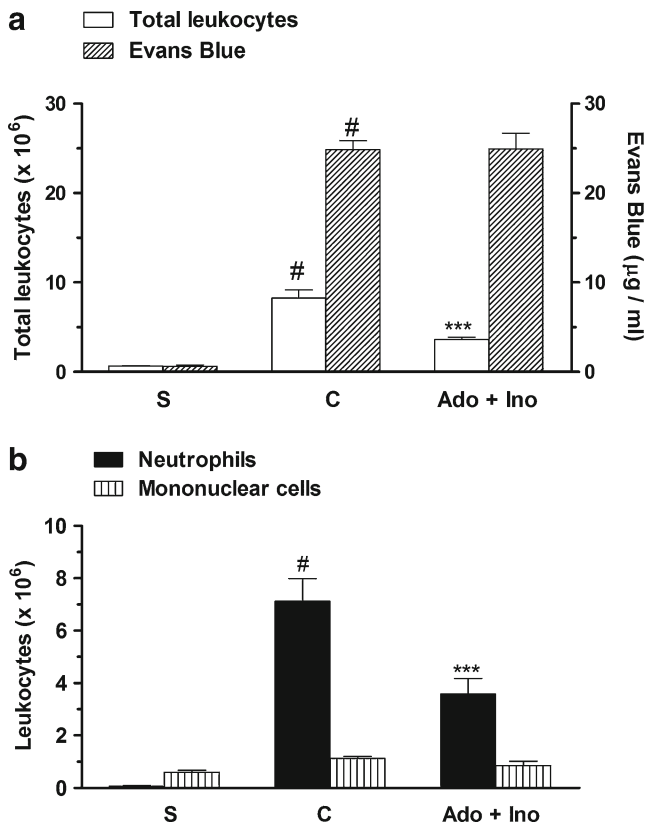 a
Total leukocytes
Evans Blue
Total leukocytes (x 10⁶)
30
20
10
0
#
#
***
30
20
10
0
Evans Blue (μg / ml)
S
C
Ado + Ino
b
Neutrophils
Mononuclear cells
Leukocytes (x 10⁶)
10
8
6
4
2
0
#
***
S
C
Ado + Ino